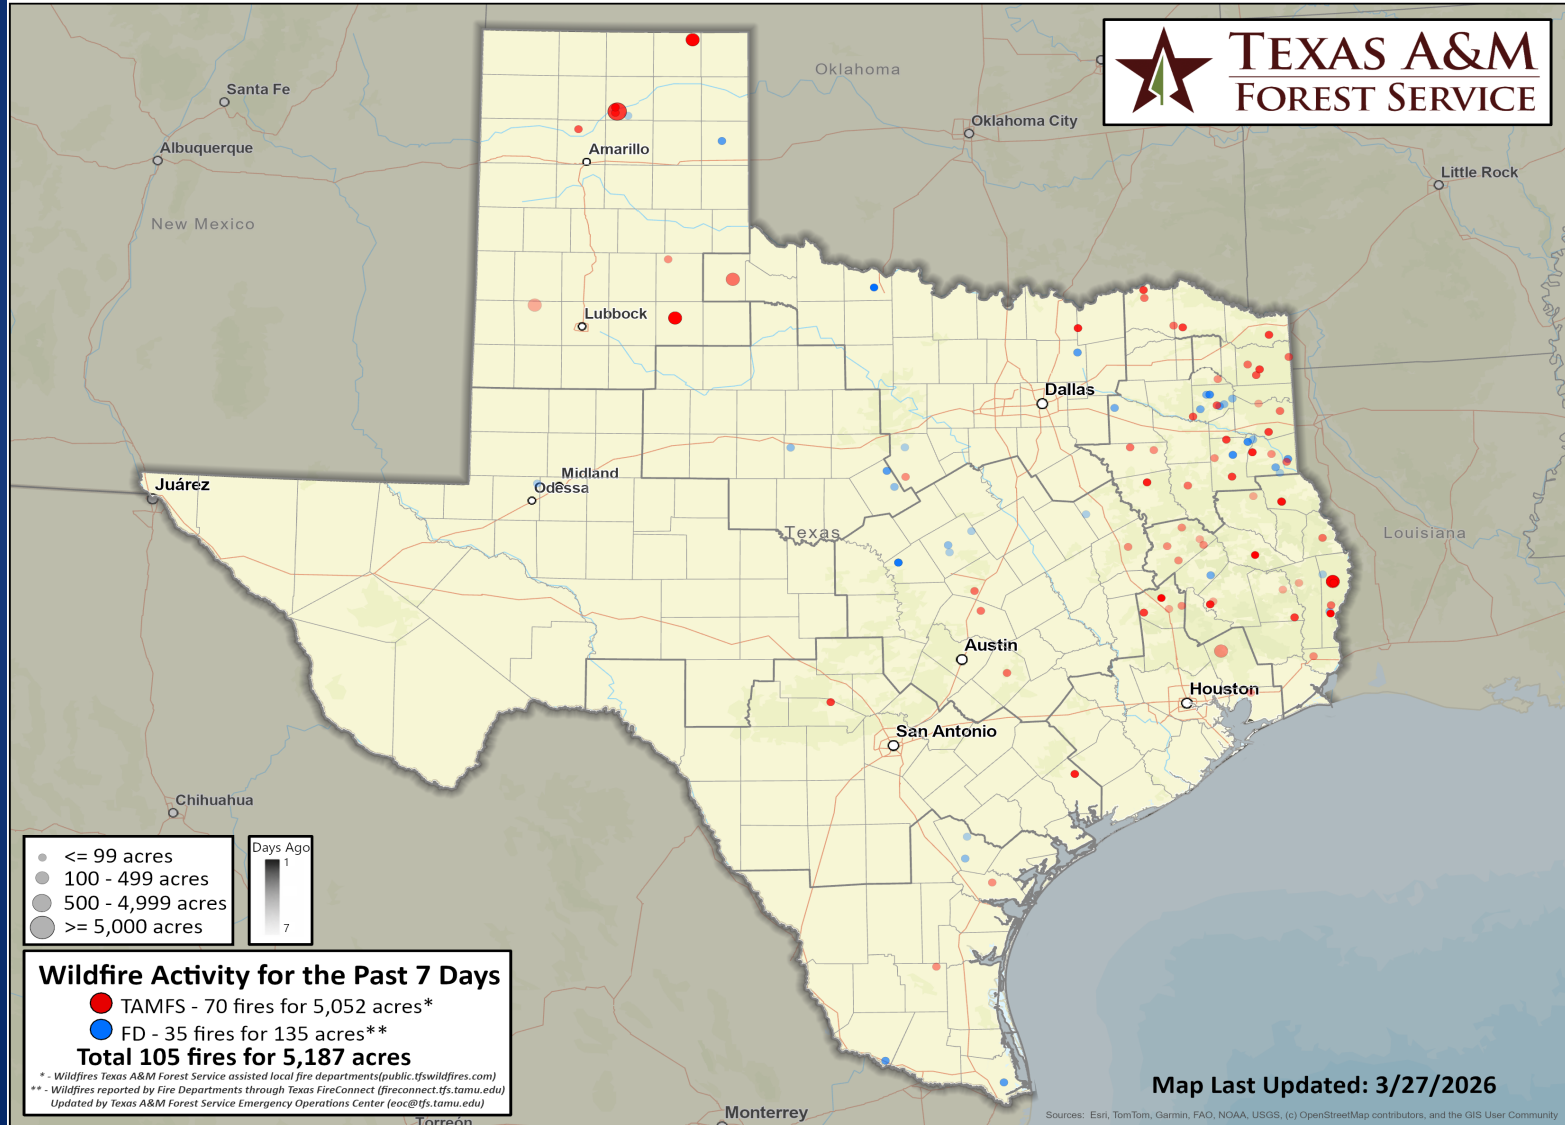 TEXAS A&M
FOREST SERVICE
Oklahoma
Santa Fe
Oklahoma City
Albuquerque
Amarillo
Little Rock
New Mexico
Lubbock
Dallas
Midland
Odessa
Juárez
Texas
Louisiana
Austin
Houston
San Antonio
Chihuahua
<= 99 acres
100 - 499 acres
500 - 4,999 acres
>= 5,000 acres
Days Ago
1
7
Wildfire Activity for the Past 7 Days
TAMFS - 70 fires for 5,052 acres*
FD - 35 fires for 135 acres**
Total 105 fires for 5,187 acres
* - Wildfires Texas A&M Forest Service assisted local fire departments(public.tfswildfires.com)
** - Wildfires reported by Fire Departments through Texas FireConnect (fireconnect.tfs.tamu.edu)
Updated by Texas A&M Forest Service Emergency Operations Center (eoc@tfs.tamu.edu)
Map Last Updated: 3/27/2026
Monterrey
Torreón
Sources: Esri, TomTom, Garmin, FAO, NOAA, USGS, (c) OpenStreetMap contributors, and the GIS User Community